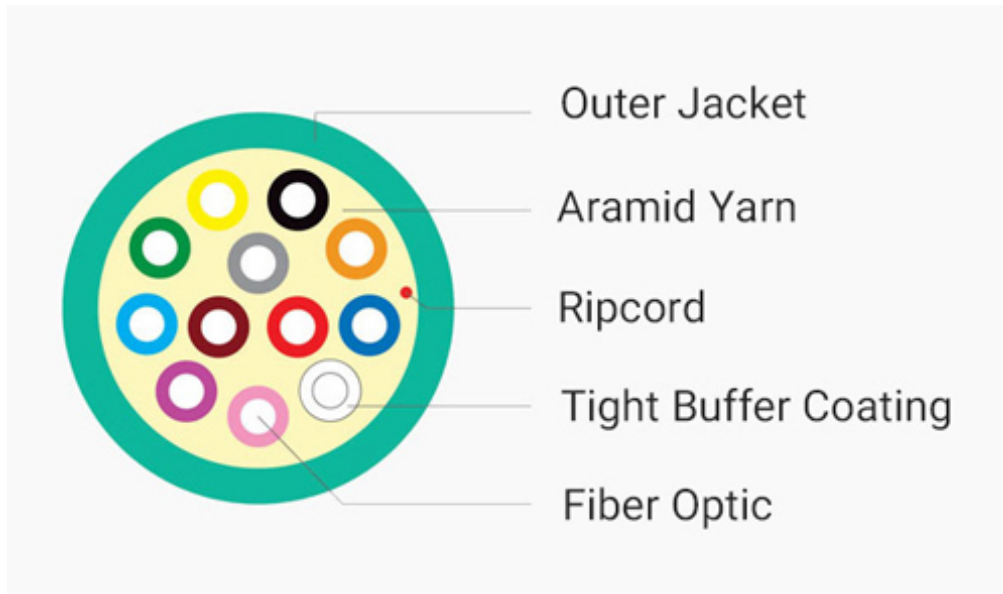 Outer Jacket
Aramid Yarn
Ripcord
Tight Buffer Coating
Fiber Optic